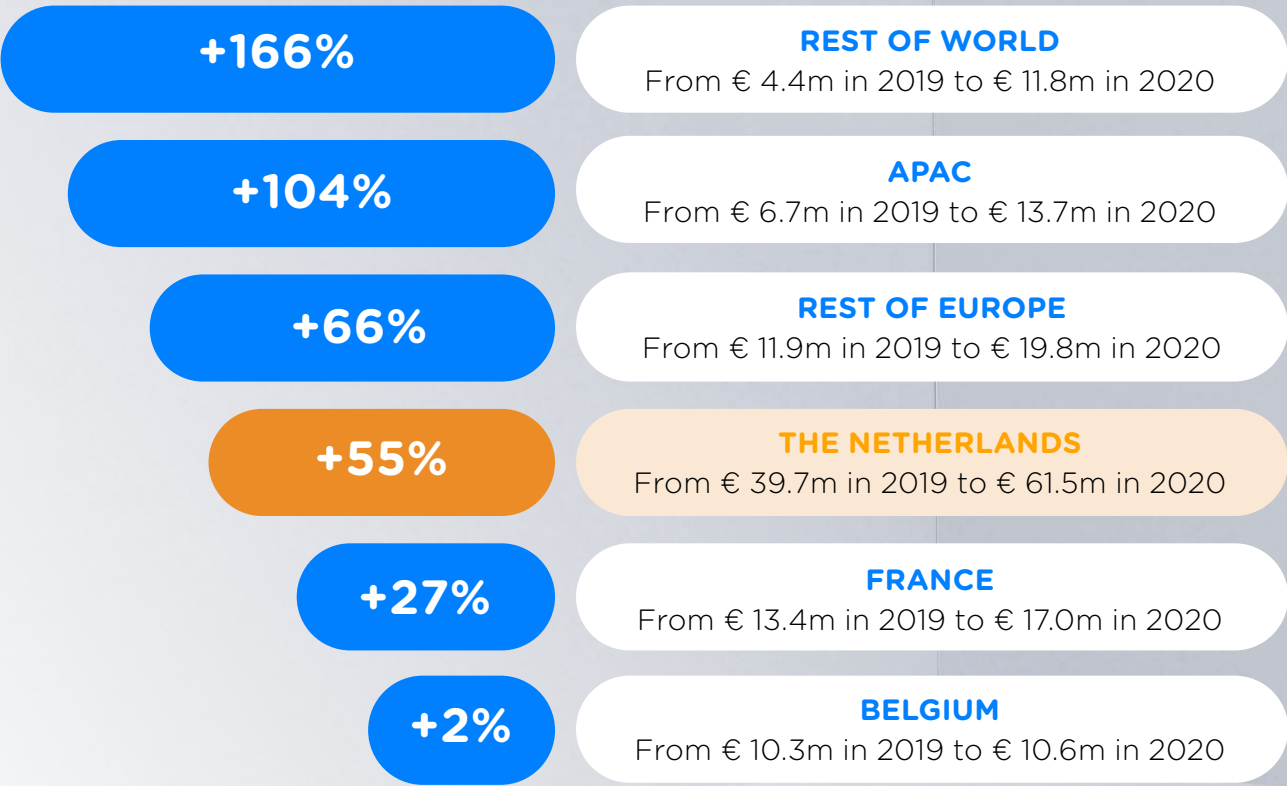 +166%
REST OF WORLD
From € 4.4m in 2019 to € 11.8m in 2020
+104%
APAC
From € 6.7m in 2019 to € 13.7m in 2020
+66%
REST OF EUROPE
From € 11.9m in 2019 to € 19.8m in 2020
+55%
THE NETHERLANDS
From € 39.7m in 2019 to € 61.5m in 2020
+27%
FRANCE
From € 13.4m in 2019 to € 17.0m in 2020
+2%
BELGIUM
From € 10.3m in 2019 to € 10.6m in 2020